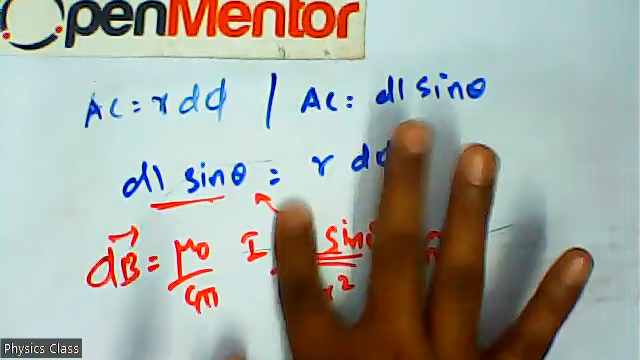 OpenMentor
AC = r dϕ | AC = dl sinθ
dl sinθ = r
dB⃗ = μ₀/4π I
Physics Class